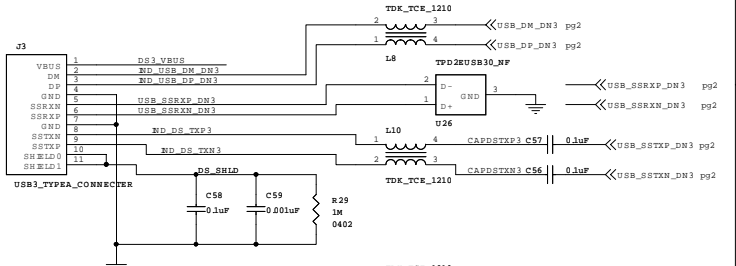 TDK_TCE_1210
2 3 USB_DM_DN3 pg2
1 4 USB_DP_DN3 pg2
L8
J3
VBUS 1 DS3_VBUS
DM 2 IND_USB_DM_DN3
DP 3 IND_USB_DP_DN3
GND 4
SSRXN 5 USB_SSRXP_DN3
SSRXP 6 USB_SSRXN_DN3
GND 7
SSTXN 8 IND_DS_TXP3
SSTXP 9 IND_DS_TXN3
SHIELD0 10
SHIELD1 11
USB3_TYPEA_CONNECTER
TPD2EUSB30_NF
2 D- GND 3
1 D+
U26
USB_SSRXP_DN3 pg2
USB_SSRXN_DN3 pg2
L10
1 4 CAPDSTXP3 C57 0.1uF USB_SSTXP_DN3 pg2
2 3 CAPDSTXN3 C56 0.1uF USB_SSTXN_DN3 pg2
TDK_TCE_1210
DS_SHLD
C58
0.1uF
C59
0.001uF
R29
1M
0402